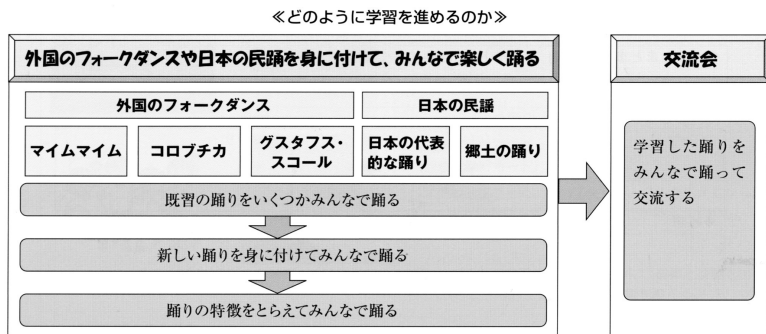 ≪どのように学習を進めるのか≫
外国のフォークダンスや日本の民踊を身に付けて、みんなで楽しく踊る
外国のフォークダンス
日本の民謡
マイムマイム
コロブチカ
グスタフス・
スコール
日本の代表
的な踊り
郷土の踊り
既習の踊りをいくつかみんなで踊る
新しい踊りを身に付けてみんなで踊る
踊りの特徴をとらえてみんなで踊る
交流会
学習した踊りを
みんなで踊って
交流する